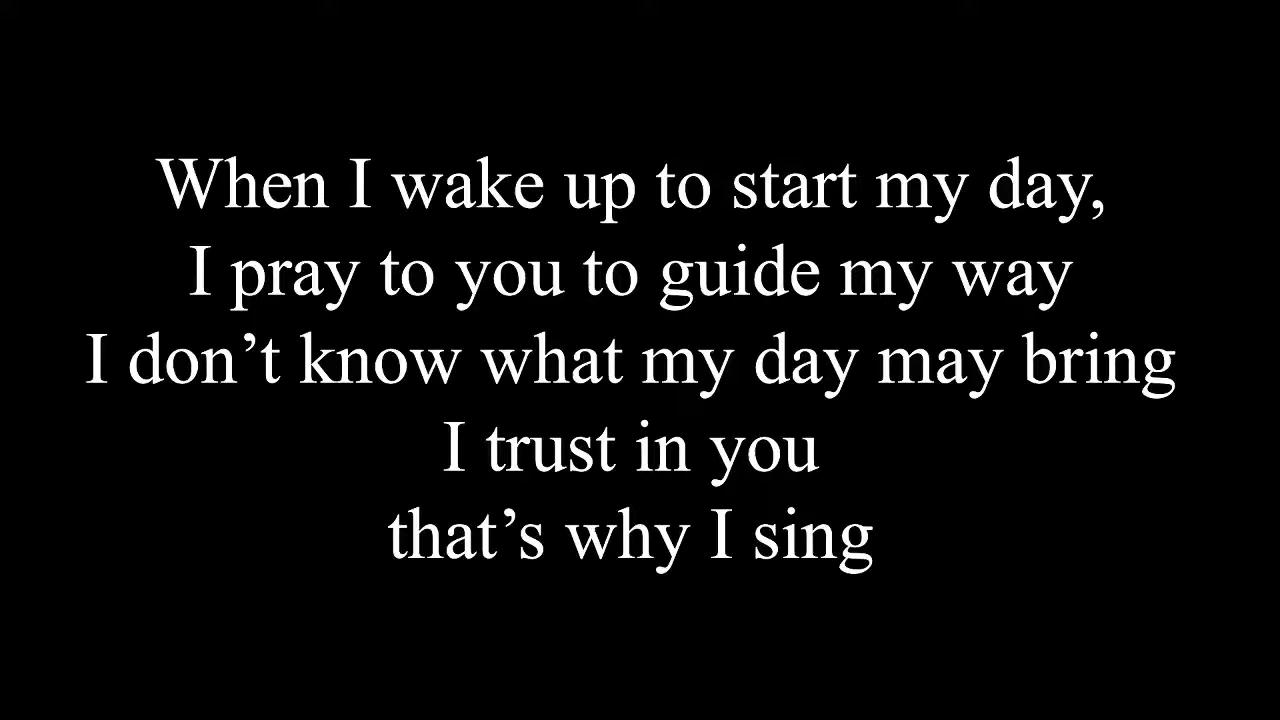 When I wake up to start my day,
I pray to you to guide my way
I don’t know what my day may bring
I trust in you
that’s why I sing